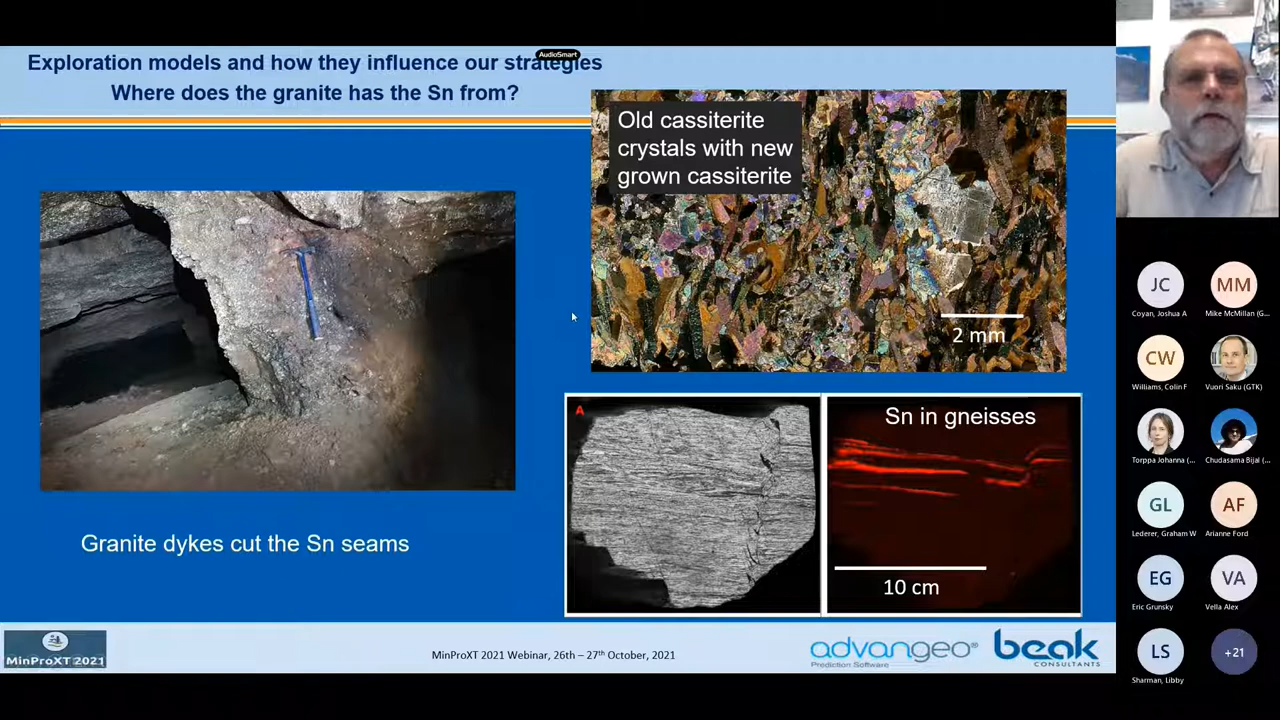 Exploration models and how they influence our strategies
AudioSmart
Where does the granite has the Sn from?
Old cassiterite
crystals with new
grown cassiterite
2 mm
Granite dykes cut the Sn seams
A
Sn in gneisses
10 cm
MinProXT 2021
MinProXT 2021 Webinar, 26th – 27th October, 2021
advangeo®
Prediction Software
beak
CONSULTANTS
JC
Coyan, Joshua A
MM
Mike McMillan (G...
CW
Williams, Colin F
Vuori Saku (GTK)
Torppa Johanna (...
Chudasama Bijal (...
GL
Lederer, Graham W
AF
Arianne Ford
EG
Eric Grunsky
VA
Vella Alex
LS
Sharman, Libby
+21